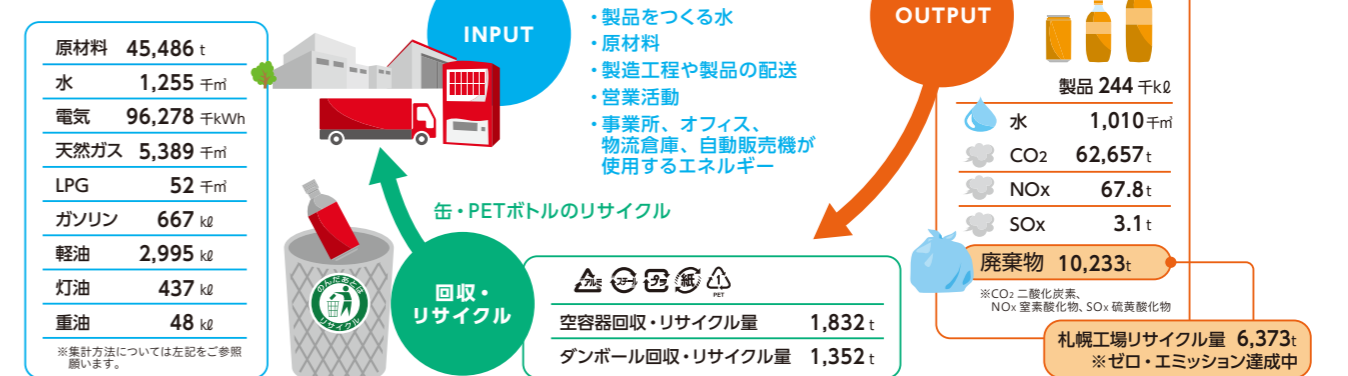 原材料 45,486 t
水 1,255 千㎥
電気 96,278 千kWh
天然ガス 5,389 千㎥
LPG 52 千㎥
ガソリン 667 kℓ
軽油 2,995 kℓ
灯油 437 kℓ
重油 48 kℓ
※集計方法については左記をご参照
願います。
INPUT
・製品をつくる水
・原材料
・製造工程や製品の配送
・営業活動
・事業所、オフィス、
物流倉庫、自動販売機が
使用するエネルギー
缶・PETボトルのリサイクル
のんだあとは
リサイクル
回収・
リサイクル
アルミ スチール プラ 紙 1
PET
空容器回収・リサイクル量 1,832 t
ダンボール回収・リサイクル量 1,352 t
OUTPUT
製品 244 千kℓ
水 1,010 千㎥
CO2 62,657 t
NOx 67.8 t
SOx 3.1 t
廃棄物 10,233t
※CO2 二酸化炭素、
NOx 窒素酸化物、SOx 硫黄酸化物
札幌工場リサイクル量 6,373t
※ゼロ・エミッション達成中